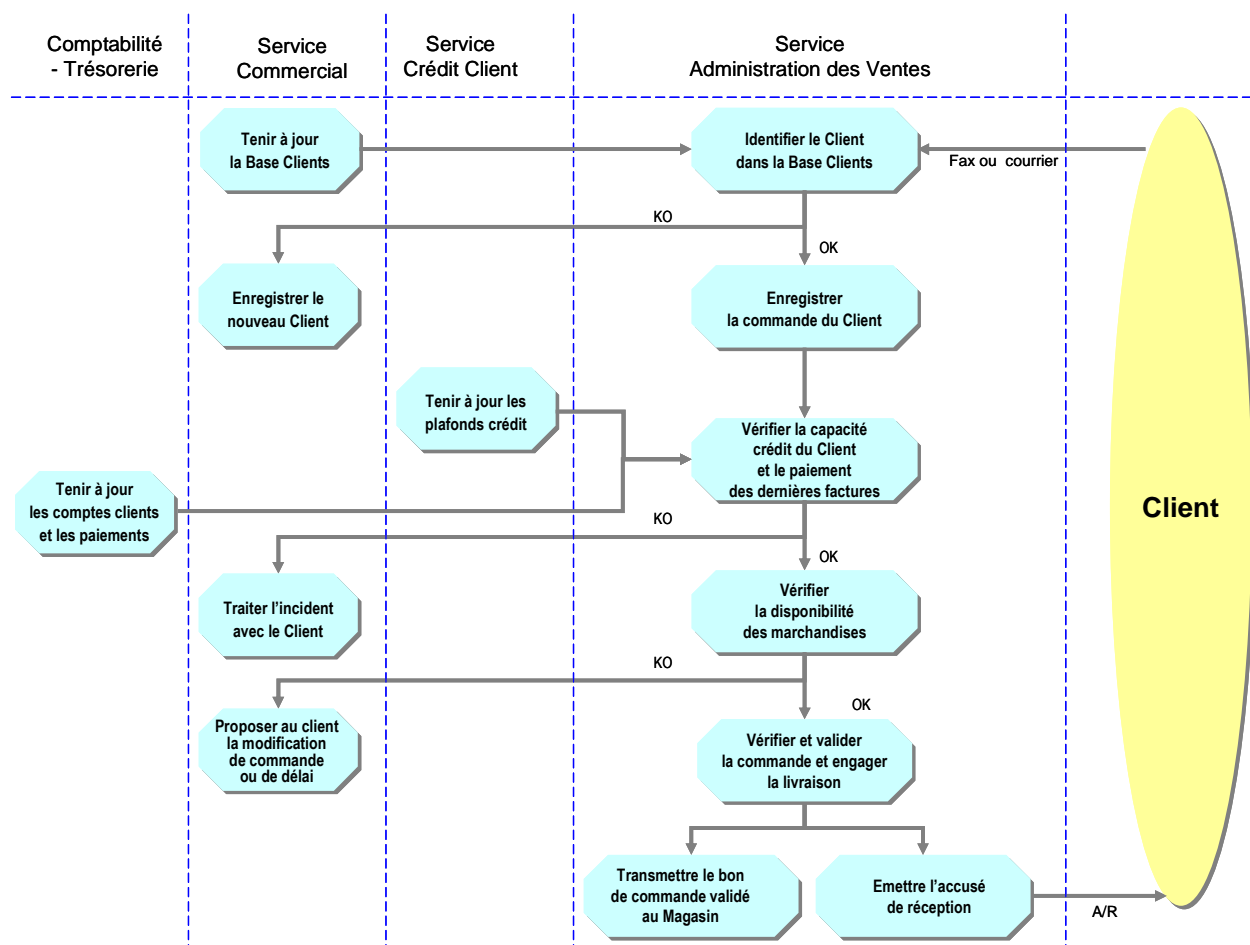 Comptabilité
- Trésorerie
Service
Commercial
Service
Crédit Client
Service
Administration des Ventes
Tenir à jour
la Base Clients
Identifier le Client
dans la Base Clients
Fax ou courrier
KO
OK
Enregistrer le
nouveau Client
Enregistrer
la commande du Client
Tenir à jour les
plafonds crédit
Vérifier la capacité
crédit du Client
et le paiement
des dernières factures
Tenir à jour
les comptes clients
et les paiements
Client
KO
OK
Traiter l'incident
avec le Client
Vérifier
la disponibilité
des marchandises
KO
OK
Proposer au client
la modification
de commande
ou de délai
Vérifier et valider
la commande et engager
la livraison
Transmettre le bon
de commande validé
au Magasin
Emettre l'accusé
de réception
A/R